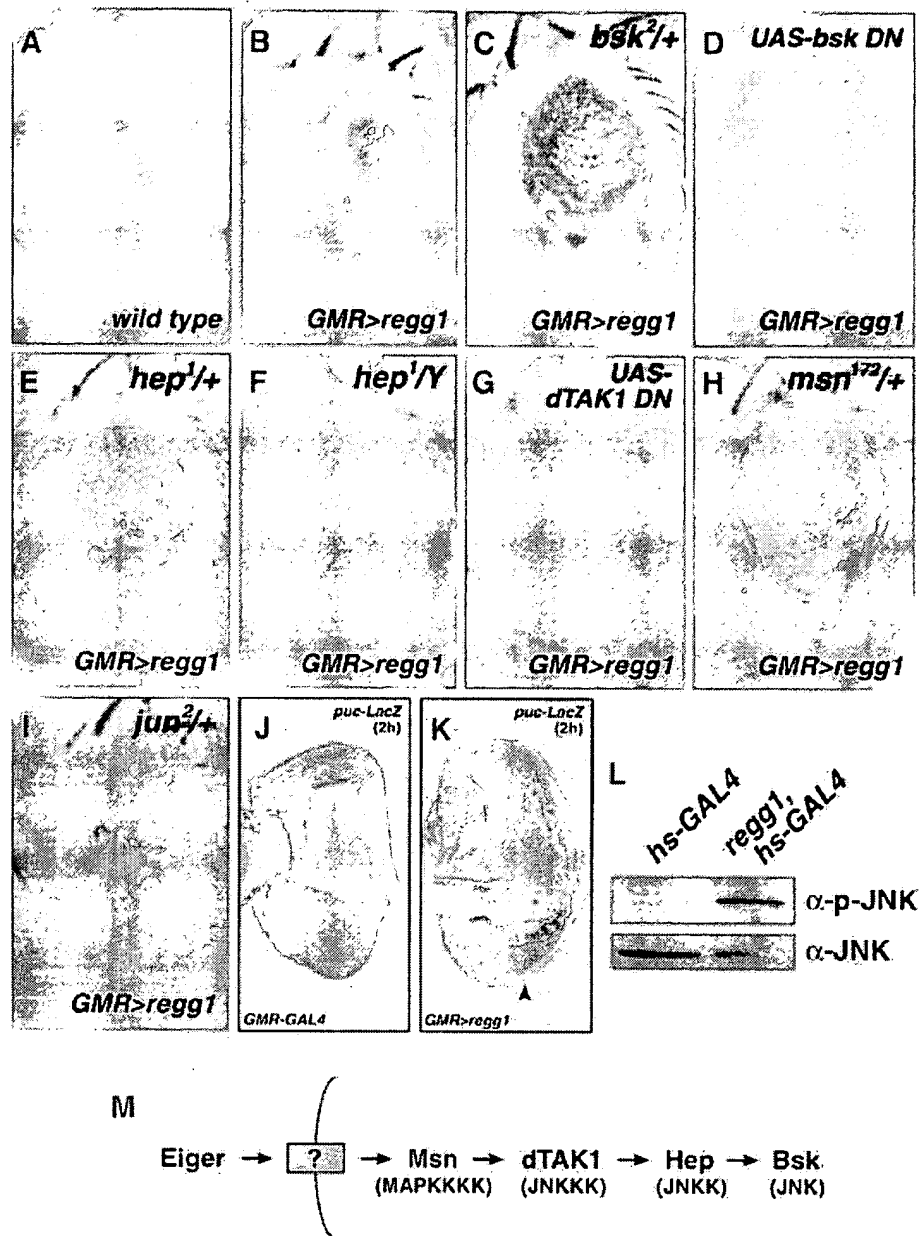 A
wild type
B
GMR>regg1
C
bsk²/+
GMR>regg1
D
UAS-bsk DN
GMR>regg1
E
hep¹/+
GMR>regg1
F
hep¹/Y
GMR>regg1
G
UAS-
dTAK1 DN
GMR>regg1
H
msn¹⁷²/+
GMR>regg1
I
jun²/+
GMR>regg1
J
puc-LacZ
(2h)
GMR-GAL4
K
puc-LacZ
(2h)
GMR>regg1
L
hs-GAL4
regg1,
hs-GAL4
α-p-JNK
α-JNK
M
Eiger → ? → Msn → dTAK1 → Hep → Bsk
(MAPKKKK) (JNKKK) (JNKK) (JNK)